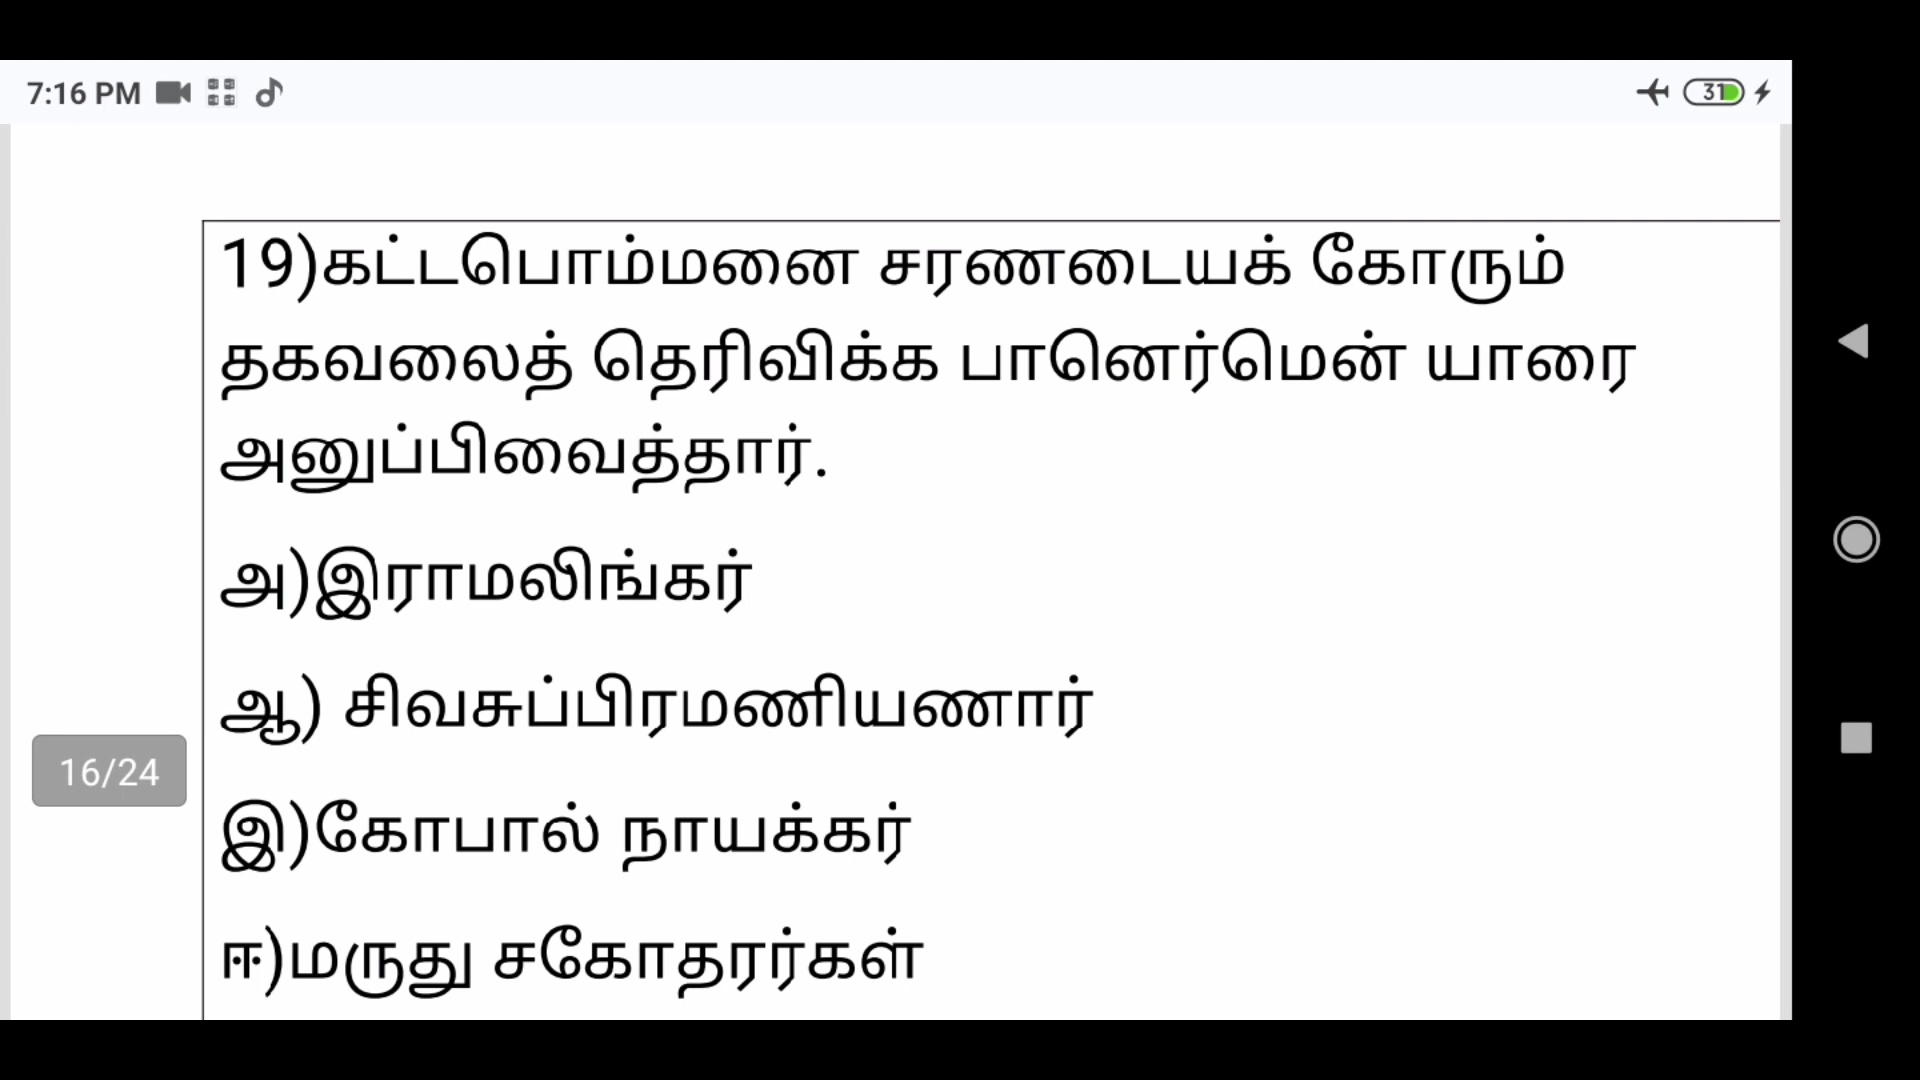 7:16 PM
31
19)கட்டபொம்மனை சரணடையக் கோரும்
தகவலைத் தெரிவிக்க பானெர்மென் யாரை
அனுப்பிவைத்தார்.
அ)இராமலிங்கர்
ஆ) சிவசுப்பிரமணியணார்
16/24
இ)கோபால் நாயக்கர்
ஈ)மருது சகோதரர்கள்